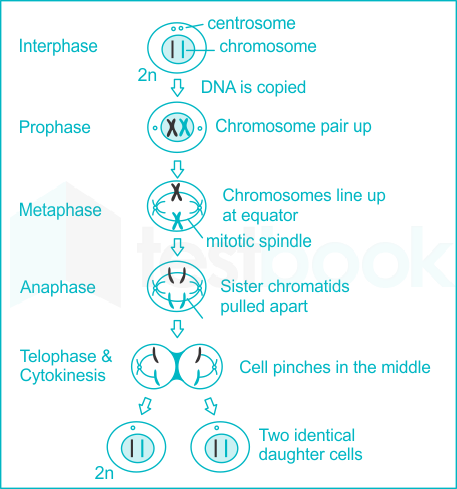 centrosome
Interphase
chromosome
2n
DNA is copied
Prophase
Chromosome pair up
Metaphase
Chromosomes line up
at equator
mitotic spindle
Anaphase
Sister chromatids
pulled apart
Telophase &
Cytokinesis
Cell pinches in the middle
Two identical
daughter cells
2n
testbook